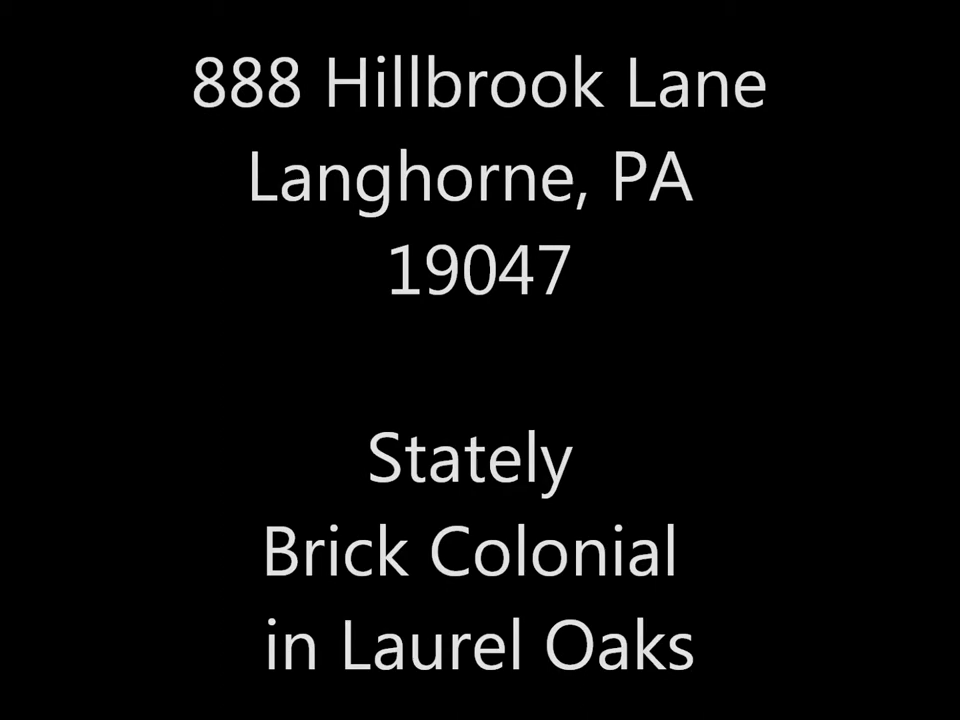 888 Hillbrook Lane
Langhorne, PA
19047
Stately
Brick Colonial
in Laurel Oaks